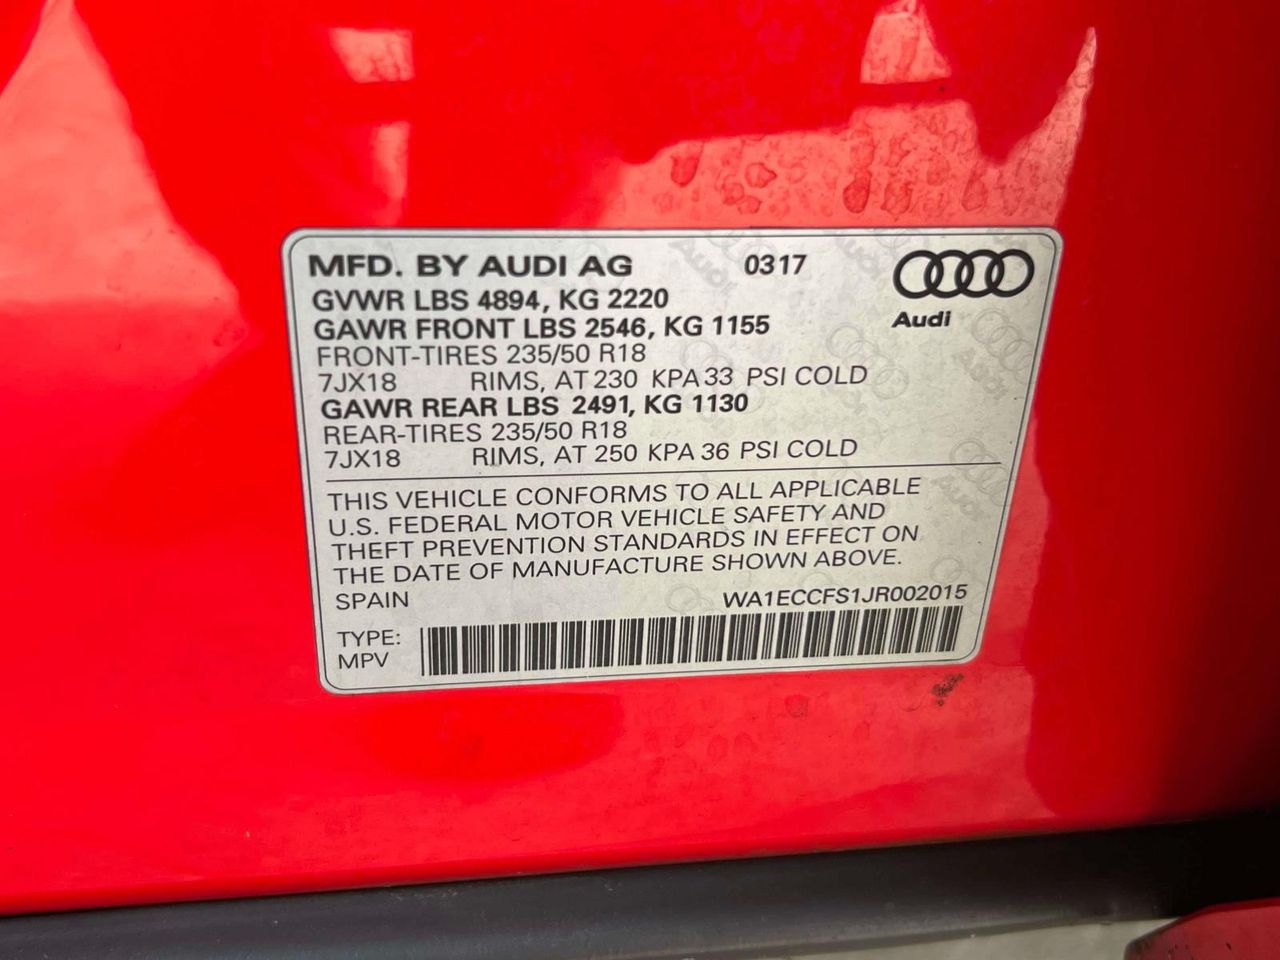 MFD. BY AUDI AG 0317
GVWR LBS 4894, KG 2220
GAWR FRONT LBS 2546, KG 1155
Audi
FRONT-TIRES 235/50 R18
7JX18 RIMS, AT 230 KPA 33 PSI COLD
GAWR REAR LBS 2491, KG 1130
REAR-TIRES 235/50 R18
7JX18 RIMS, AT 250 KPA 36 PSI COLD
THIS VEHICLE CONFORMS TO ALL APPLICABLE
U.S. FEDERAL MOTOR VEHICLE SAFETY AND
THEFT PREVENTION STANDARDS IN EFFECT ON
THE DATE OF MANUFACTURE SHOWN ABOVE.
SPAIN WA1ECCFS1JR002015
TYPE:
MPV